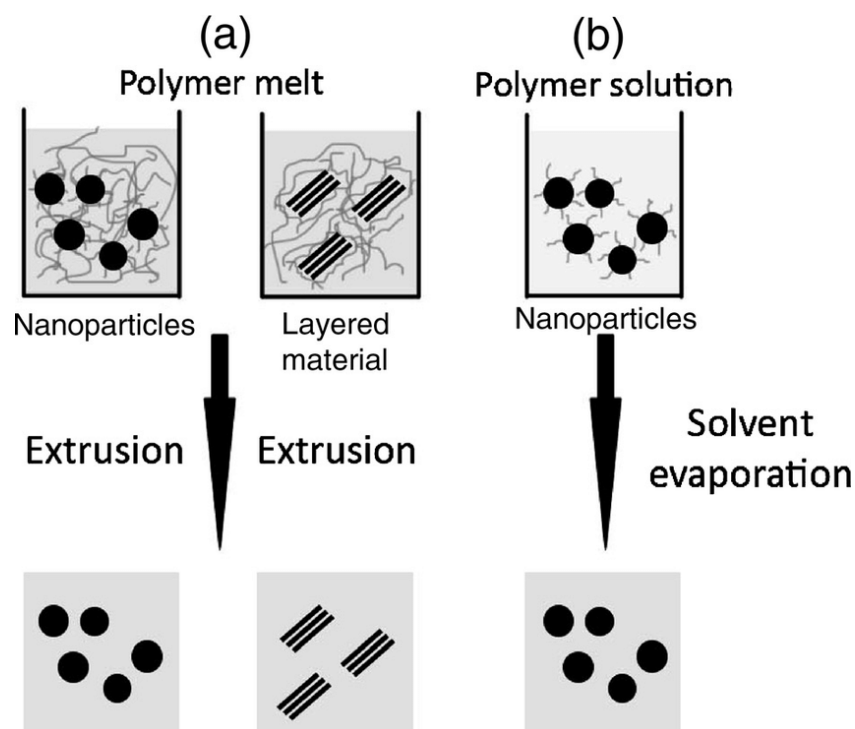 (a)
Polymer melt
Nanoparticles
Layered
material
Extrusion
Extrusion
(b)
Polymer solution
Nanoparticles
Solvent
evaporation